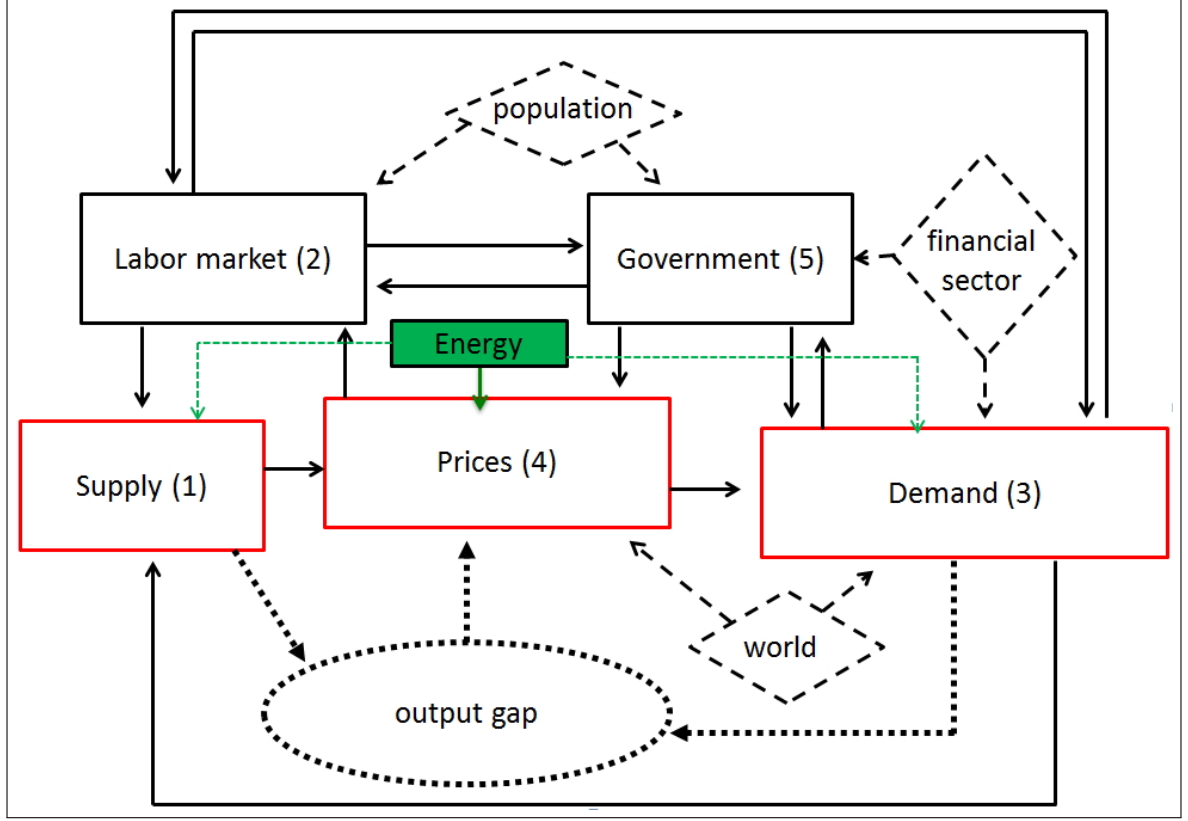 population
Labor market (2)
Government (5)
financial
sector
Energy
Supply (1)
Prices (4)
Demand (3)
world
output gap